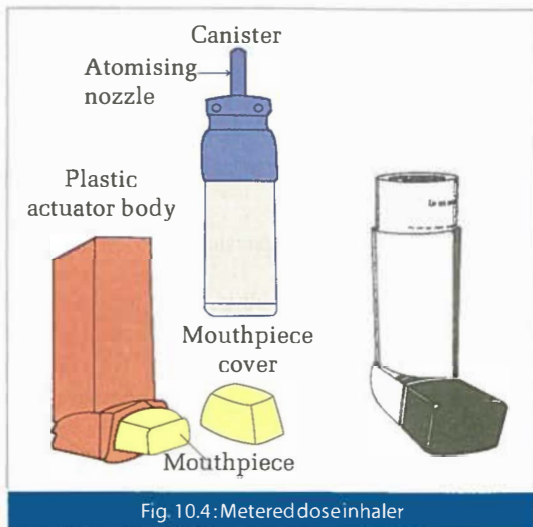 Canister
Atomising
nozzle
Plastic
actuator body
Mouthpiece
cover
Mouthpiece
Fig. 10.4: Metered dose inhaler